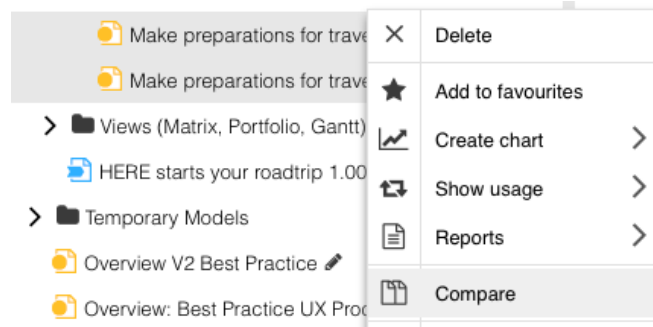 Make preparations for trave
Make preparations for trave
Views (Matrix, Portfolio, Gantt)
HERE starts your roadtrip 1.00
Temporary Models
Overview V2 Best Practice
Overview: Best Practice UX Proc
Delete
Add to favourites
Create chart
Show usage
Reports
Compare